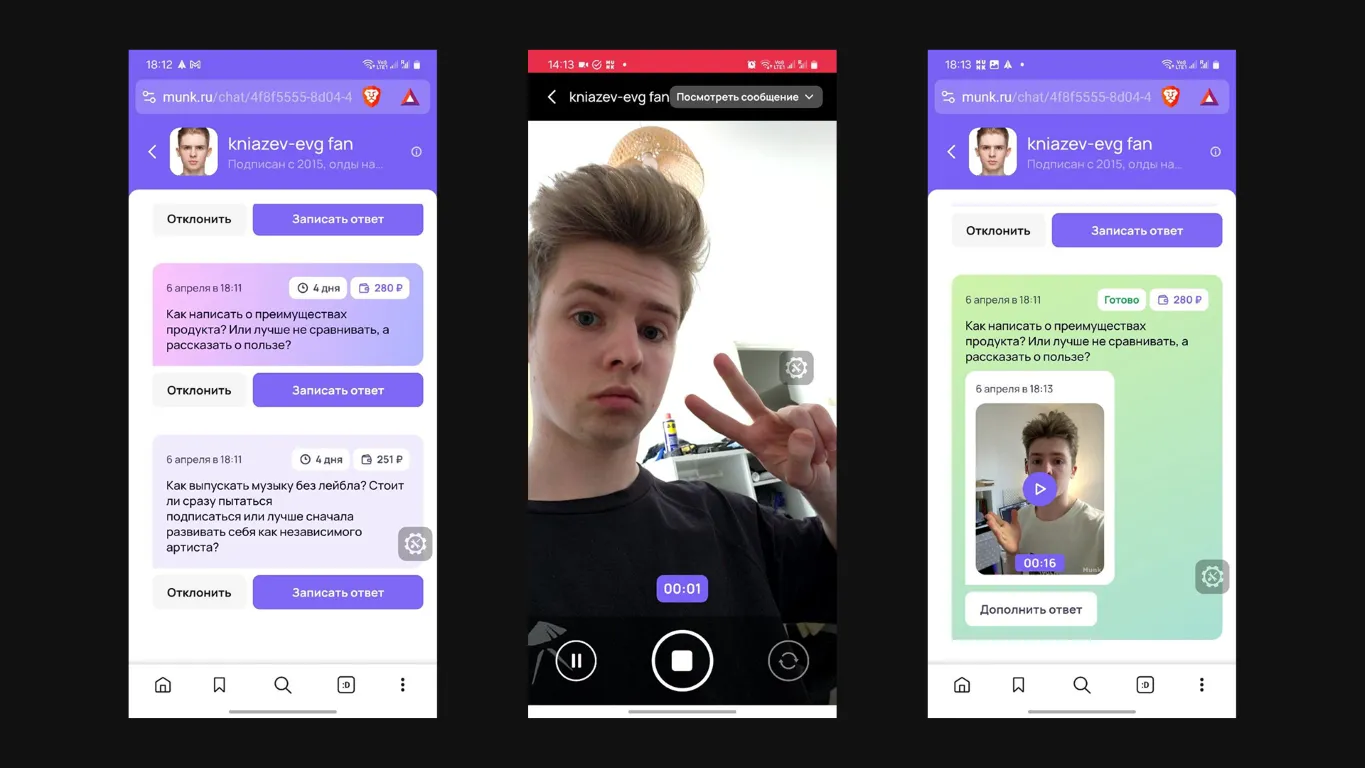 18:12
munk.ru/chat/4f8f5555-8d04-4
kniazev-evg fan
Подписан с 2015, олды на...
Отклонить
Записать ответ
6 апреля в 18:11
4 дня
280 ₽
Как написать о преимуществах
продукта? Или лучше не сравнивать, а
рассказать о пользе?
Отклонить
Записать ответ
6 апреля в 18:11
4 дня
251 ₽
Как выпускать музыку без лейбла? Стоит
ли сразу пытаться
подписаться или лучше сначала
развивать себя как независимого
артиста?
Отклонить
Записать ответ
:D
14:13
kniazev-evg fan
Посмотреть сообщение
00:01
18:13
munk.ru/chat/4f8f5555-8d04-4
kniazev-evg fan
Подписан с 2015, олды на...
Отклонить
Записать ответ
6 апреля в 18:11
Готово
280 ₽
Как написать о преимуществах
продукта? Или лучше не сравнивать, а
рассказать о пользе?
6 апреля в 18:13
00:16
Munk
Дополнить ответ
:D